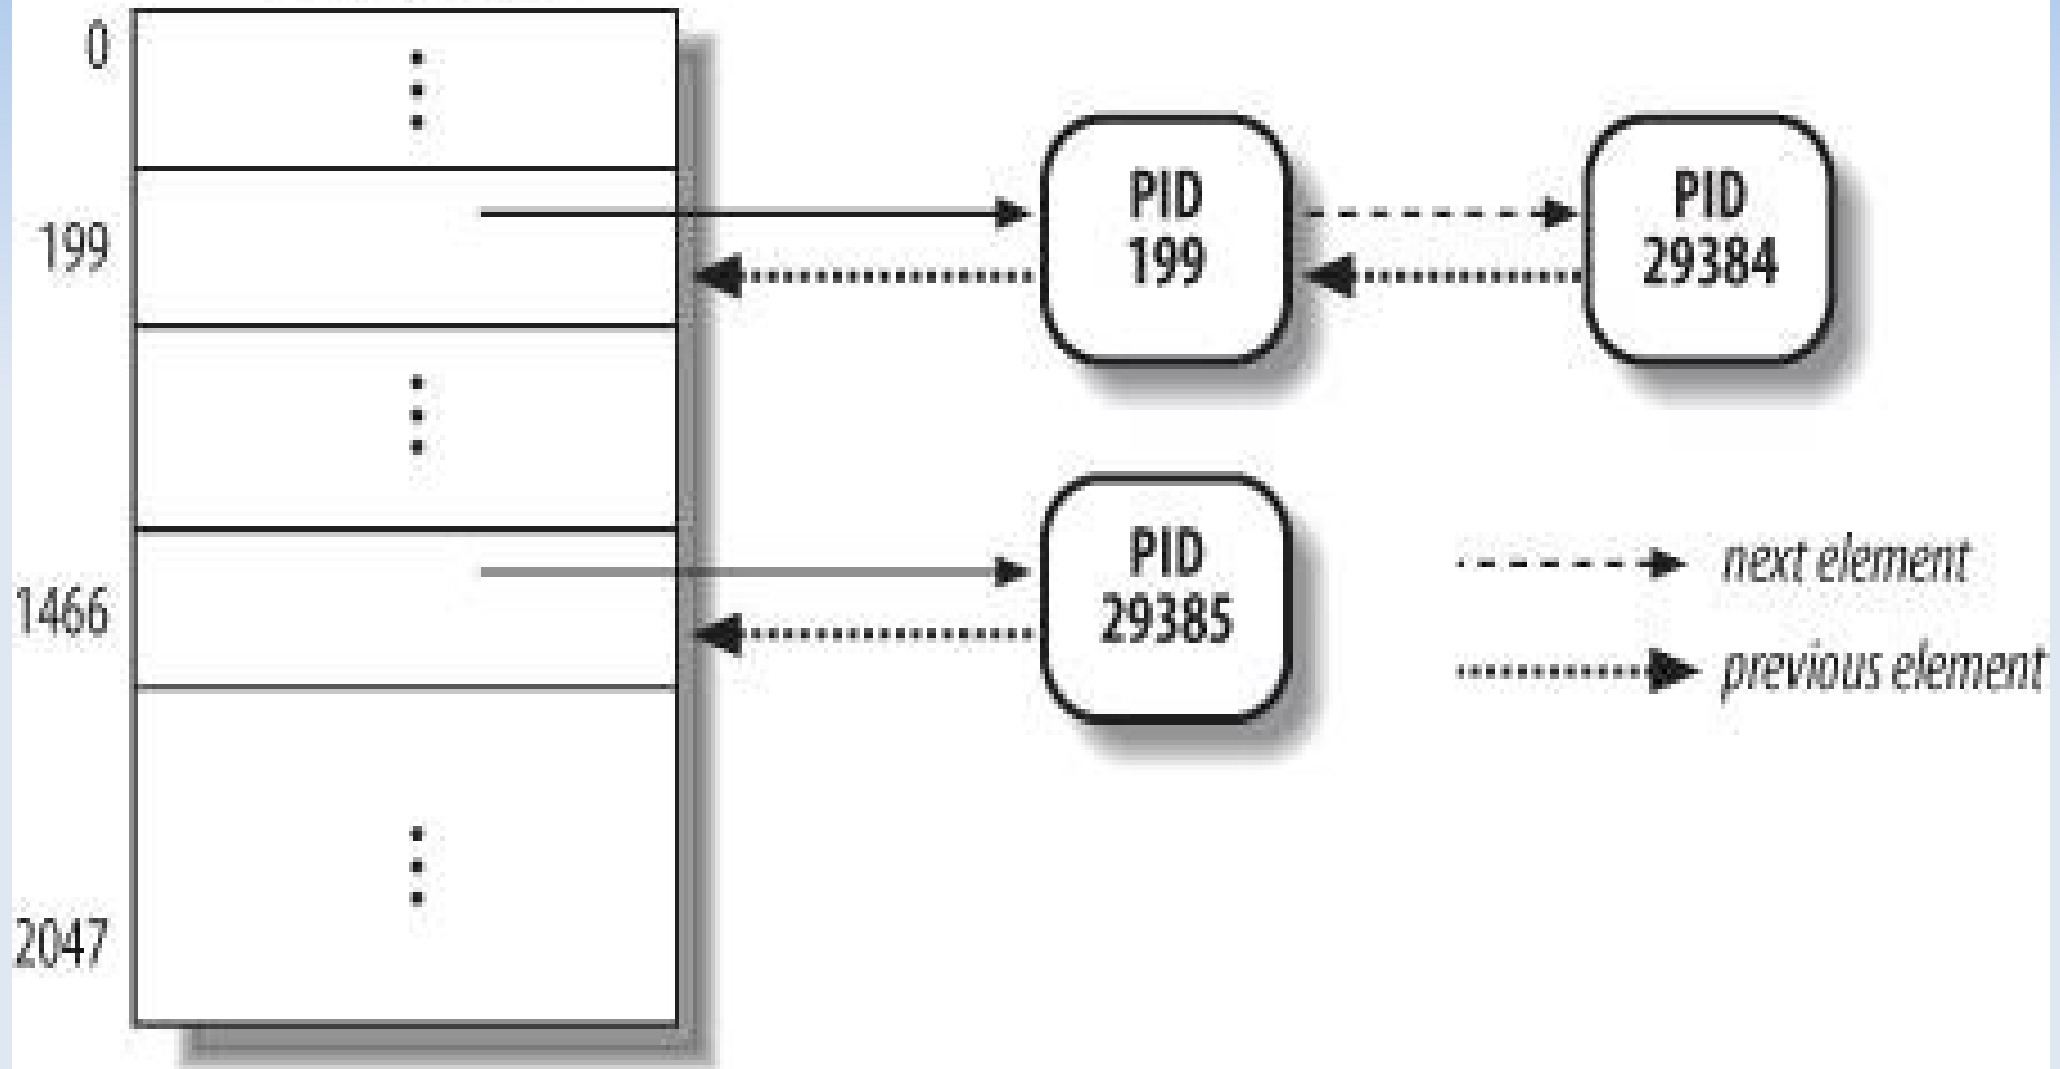 0
199
1466
2047
PID
199
PID
29384
PID
29385
next element
previous element